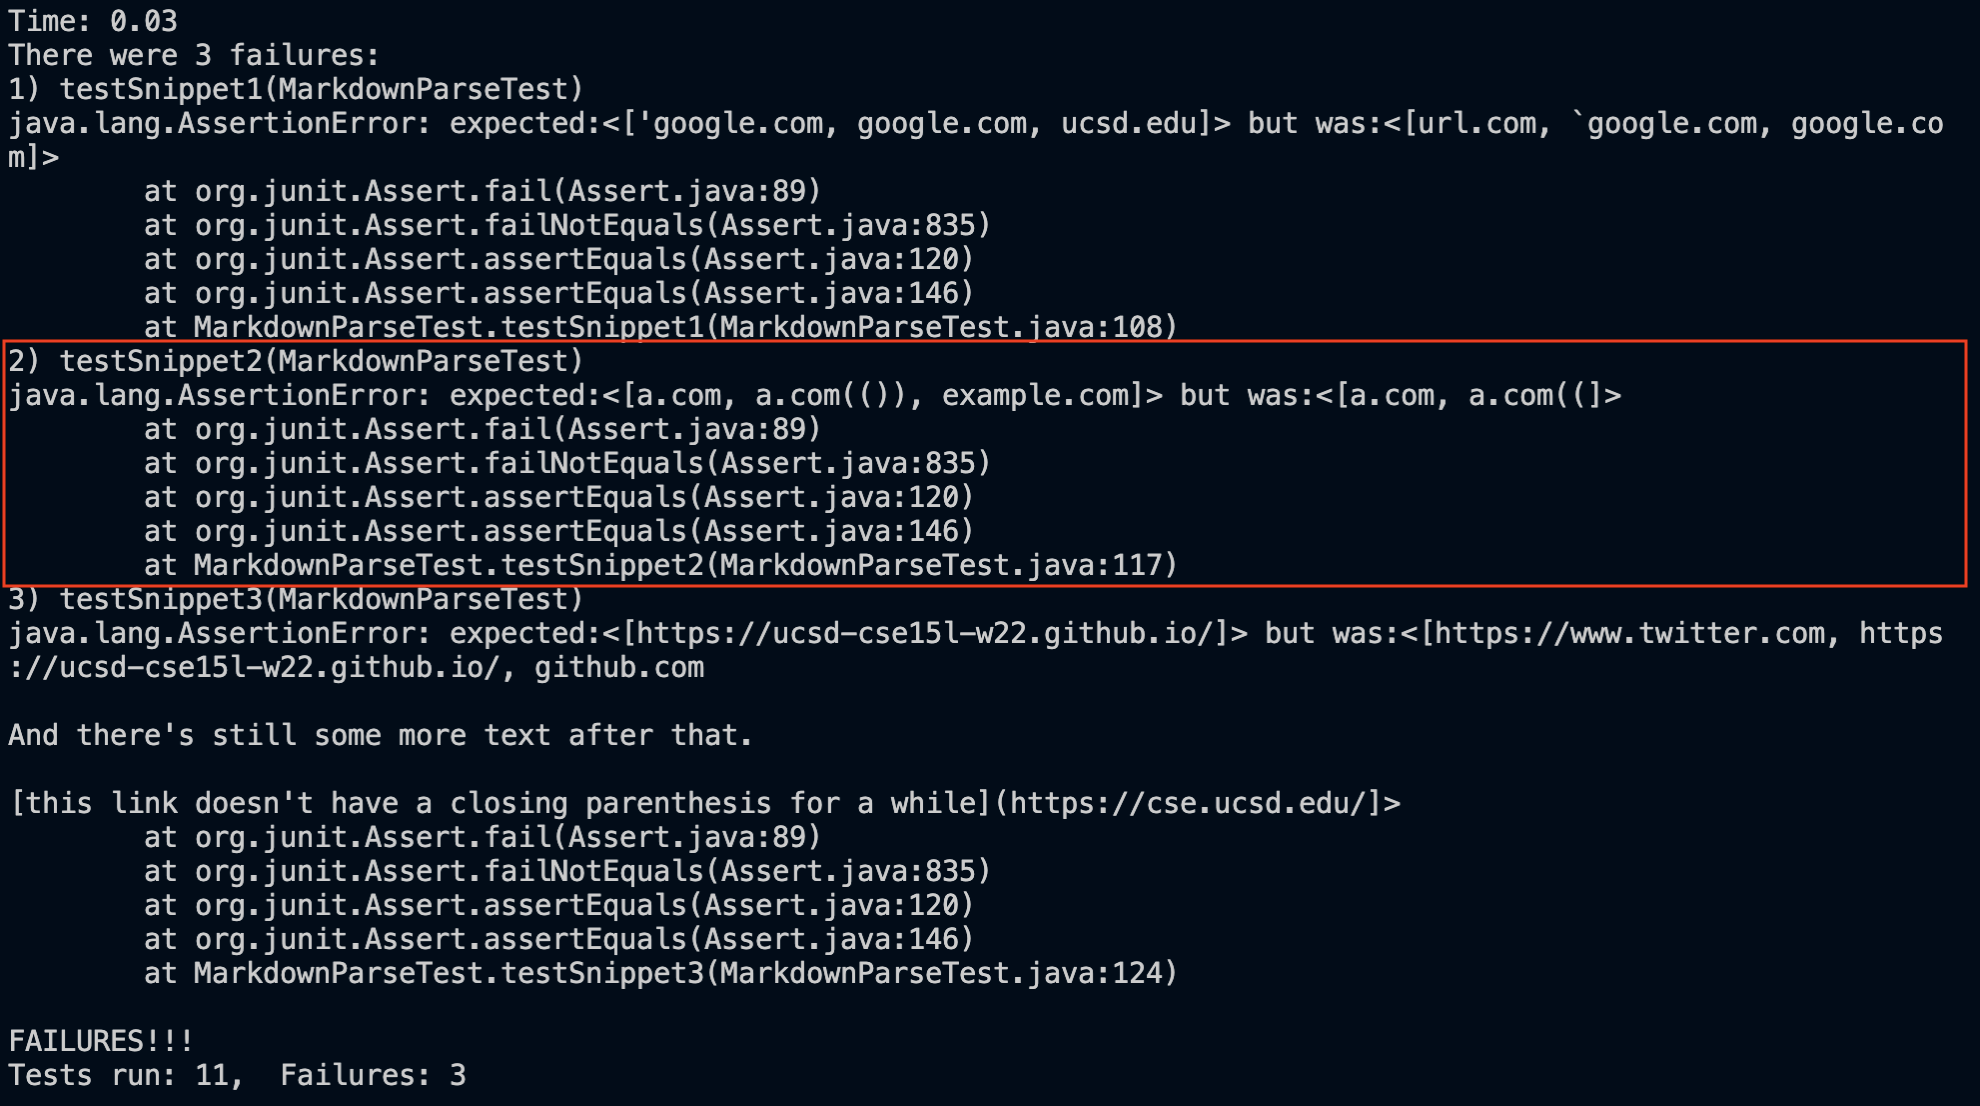 Time: 0.03
There were 3 failures:
1) testSnippet1(MarkdownParseTest)
java.lang.AssertionError: expected:<['google.com, google.com, ucsd.edu]> but was:<[url.com, `google.com, google.co
m]>
        at org.junit.Assert.fail(Assert.java:89)
        at org.junit.Assert.failNotEquals(Assert.java:835)
        at org.junit.Assert.assertEquals(Assert.java:120)
        at org.junit.Assert.assertEquals(Assert.java:146)
        at MarkdownParseTest.testSnippet1(MarkdownParseTest.java:108)
2) testSnippet2(MarkdownParseTest)
java.lang.AssertionError: expected:<[a.com, a.com(()), example.com]> but was:<[a.com, a.com((]>
        at org.junit.Assert.fail(Assert.java:89)
        at org.junit.Assert.failNotEquals(Assert.java:835)
        at org.junit.Assert.assertEquals(Assert.java:120)
        at org.junit.Assert.assertEquals(Assert.java:146)
        at MarkdownParseTest.testSnippet2(MarkdownParseTest.java:117)
3) testSnippet3(MarkdownParseTest)
java.lang.AssertionError: expected:<[https://ucsd-cse15l-w22.github.io/]> but was:<[https://www.twitter.com, https
://ucsd-cse15l-w22.github.io/, github.com

And there's still some more text after that.

[this link doesn't have a closing parenthesis for a while](https://cse.ucsd.edu/]>
        at org.junit.Assert.fail(Assert.java:89)
        at org.junit.Assert.failNotEquals(Assert.java:835)
        at org.junit.Assert.assertEquals(Assert.java:120)
        at org.junit.Assert.assertEquals(Assert.java:146)
        at MarkdownParseTest.testSnippet3(MarkdownParseTest.java:124)

FAILURES!!!
Tests run: 11,  Failures: 3